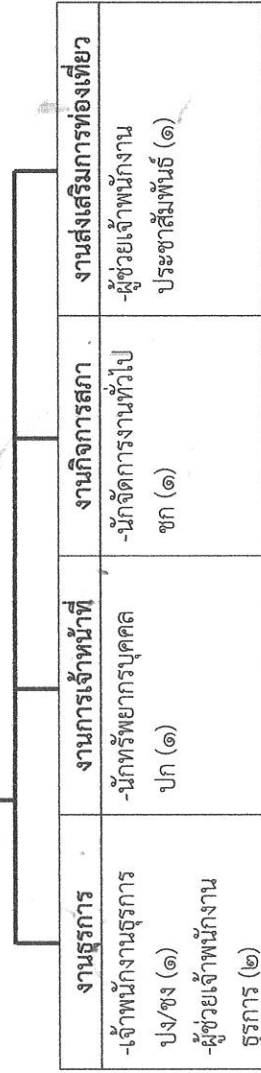 งานธุรการ
-เจ้าพนักงานธุรการ
ปง/ชง (๑)
-ผู้ช่วยเจ้าพนักงาน
ธุรการ (๒)
งานการเจ้าหน้าที่
-นักทรัพยากรบุคคล
ปก (๑)
งานกิจการสภา
-นักจัดการงานทั่วไป
ชก (๑)
งานส่งเสริมการท่องเที่ยว
-ผู้ช่วยเจ้าพนักงาน
ประชาสัมพันธ์ (๑)